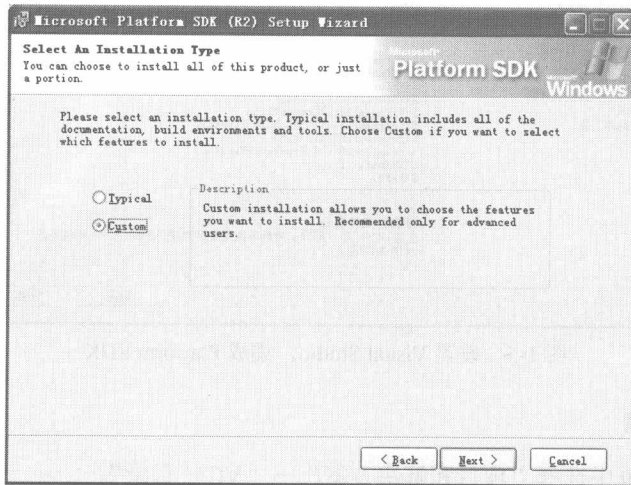 Microsoft Platform SDK (R2) Setup Wizard
Select An Installation Type
You can choose to install all of this product, or just
a portion.
Microsoft
Platform SDK
Microsoft
Windows
Please select an installation type. Typical installation includes all of the
documentation, build environments and tools. Choose Custom if you want to select
which features to install.
Typical
Custom
Description
Custom installation allows you to choose the features
you want to install. Recommended only for advanced
users.
< Back
Next >
Cancel